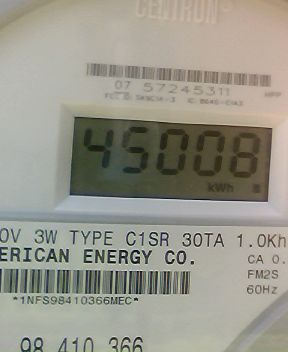 CENTRON®
07 57245311
45008
kWh
0V 3W TYPE C1SR 30TA 1.0Kh
ERICAN ENERGY CO.
CA 0.
FM2S
*1NFS98410366MEC*
60Hz
98 410 366